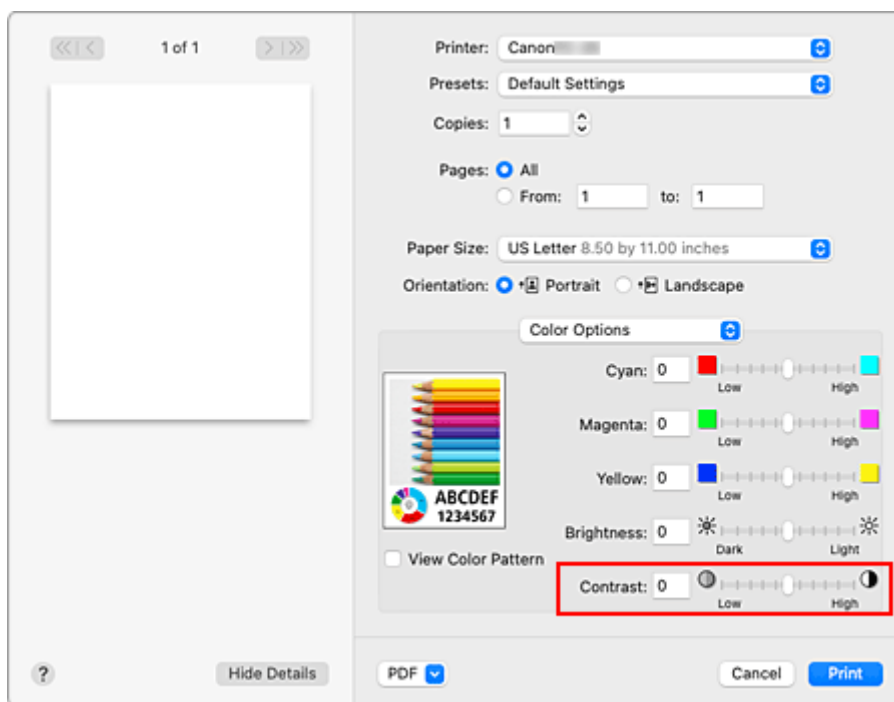 1 of 1
Printer: Canon
Presets: Default Settings
Copies: 1
Pages: All
From: 1 to: 1
Paper Size: US Letter 8.50 by 11.00 inches
Orientation: Portrait Landscape
Color Options
Cyan: 0
Low High
Magenta: 0
Low High
Yellow: 0
Low High
ABCDEF
1234567
Brightness: 0
Dark Light
View Color Pattern
Contrast: 0
Low High
? Hide Details PDF Cancel Print